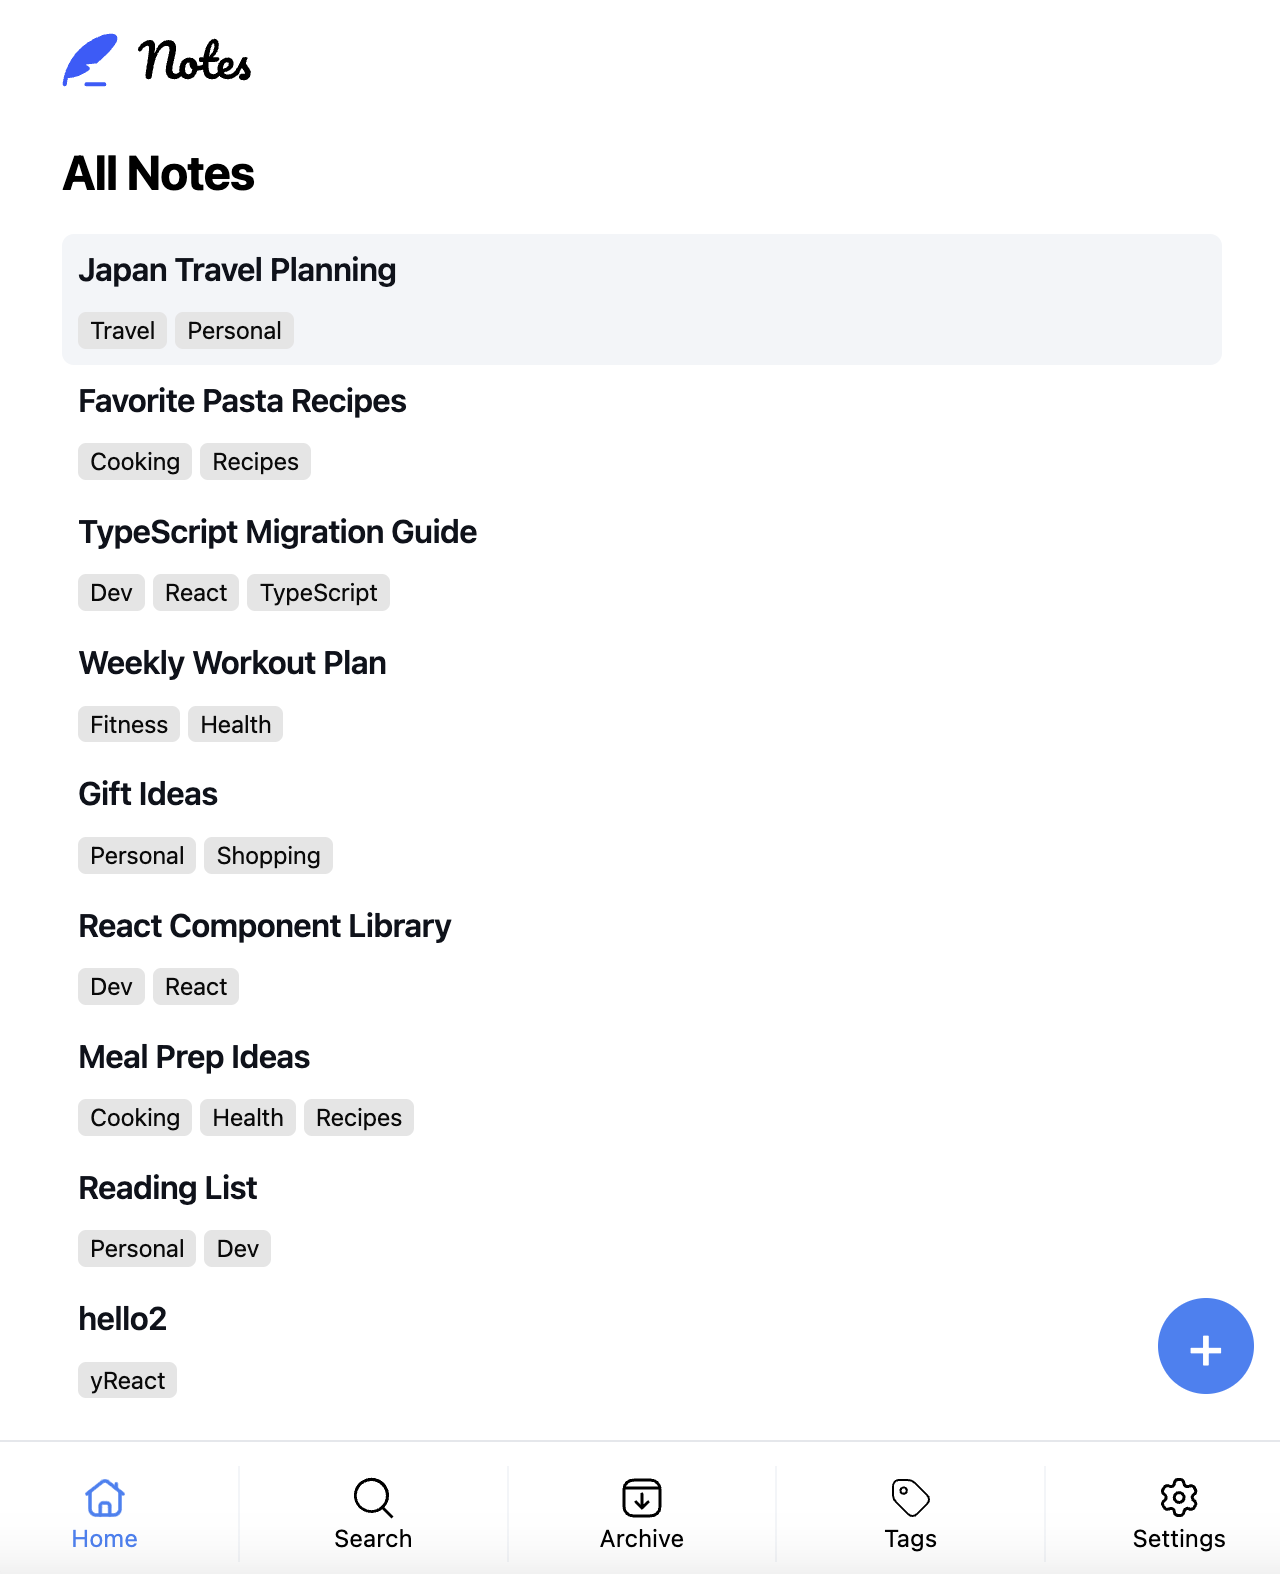 Notes
All Notes
Japan Travel Planning
Travel Personal
Favorite Pasta Recipes
Cooking Recipes
TypeScript Migration Guide
Dev React TypeScript
Weekly Workout Plan
Fitness Health
Gift Ideas
Personal Shopping
React Component Library
Dev React
Meal Prep Ideas
Cooking Health Recipes
Reading List
Personal Dev
hello2
yReact
+
Home Search Archive Tags Settings